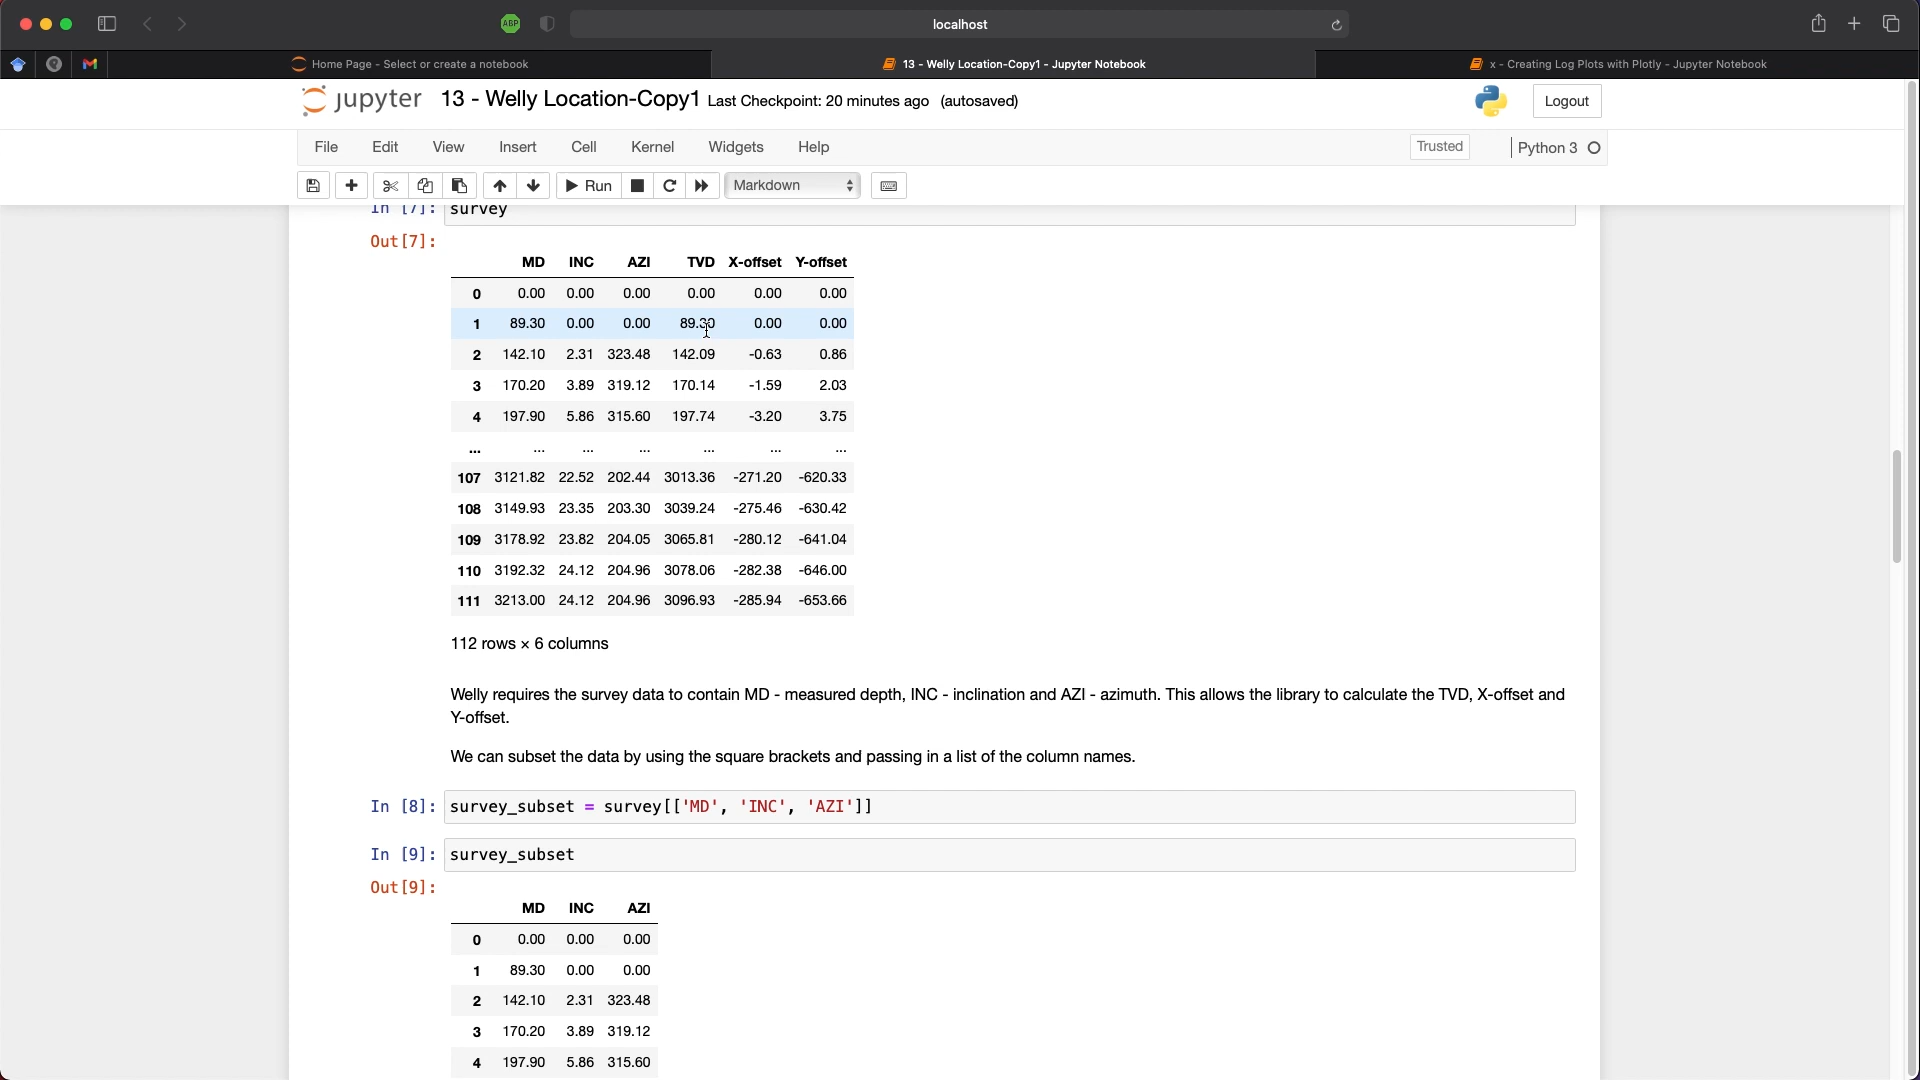 localhost
ABP
Home Page - Select or create a notebook
13 - Welly Location-Copy1 - Jupyter Notebook
x - Creating Log Plots with Plotly - Jupyter Notebook
jupyter 13 - Welly Location-Copy1 Last Checkpoint: 20 minutes ago (autosaved)
Logout
File Edit View Insert Cell Kernel Widgets Help
Trusted
Python 3
Run
Markdown
In [7]: survey
Out[7]:
MD INC AZI TVD X-offset Y-offset
0 0.00 0.00 0.00 0.00 0.00 0.00
1 89.30 0.00 0.00 89.30 0.00 0.00
2 142.10 2.31 323.48 142.09 -0.63 0.86
3 170.20 3.89 319.12 170.14 -1.59 2.03
4 197.90 5.86 315.60 197.74 -3.20 3.75
... ... ... ... ... ... ...
107 3121.82 22.52 202.44 3013.36 -271.20 -620.33
108 3149.93 23.35 203.30 3039.24 -275.46 -630.42
109 3178.92 23.82 204.05 3065.81 -280.12 -641.04
110 3192.32 24.12 204.96 3078.06 -282.38 -646.00
111 3213.00 24.12 204.96 3096.93 -285.94 -653.66
112 rows × 6 columns
Welly requires the survey data to contain MD - measured depth, INC - inclination and AZI - azimuth. This allows the library to calculate the TVD, X-offset and
Y-offset.
We can subset the data by using the square brackets and passing in a list of the column names.
In [8]: survey_subset = survey[['MD', 'INC', 'AZI']]
In [9]: survey_subset
Out[9]:
MD INC AZI
0 0.00 0.00 0.00
1 89.30 0.00 0.00
2 142.10 2.31 323.48
3 170.20 3.89 319.12
4 197.90 5.86 315.60